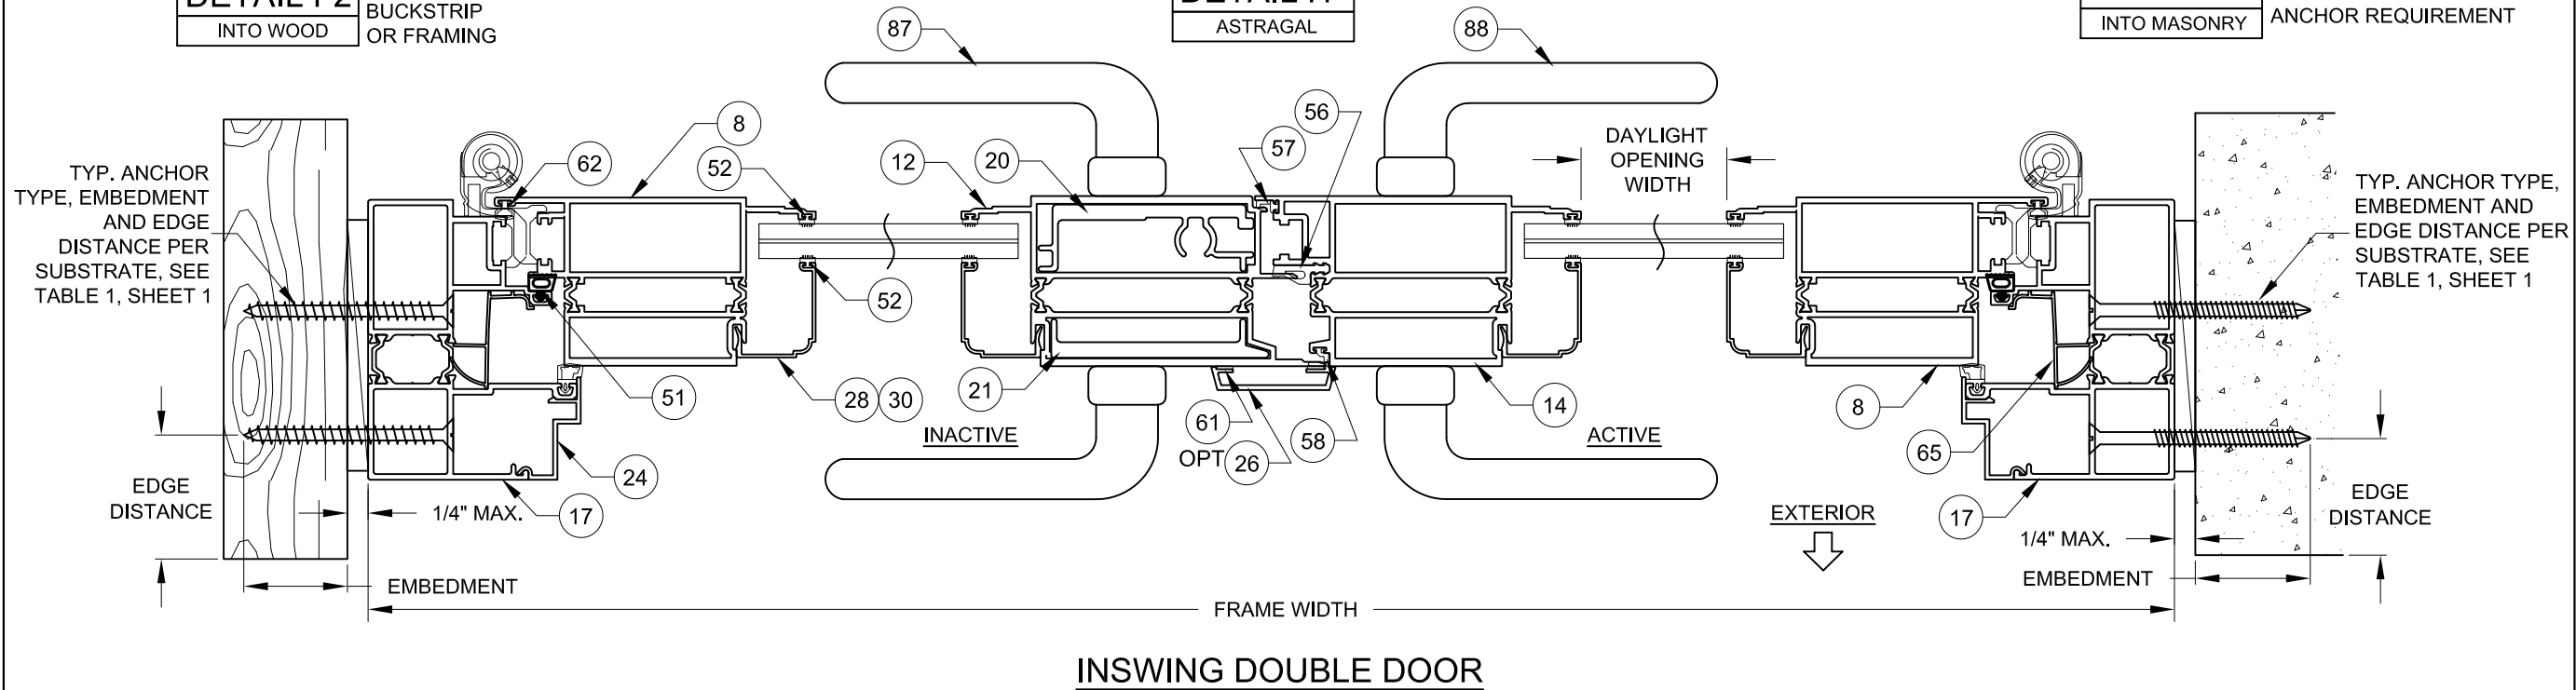 BUCKSTRIP
OR FRAMING
INTO WOOD
ASTRAGAL
INTO MASONRY
ANCHOR REQUIREMENT
87
88
8
52
62
12
20
57
56
DAYLIGHT
OPENING
WIDTH
TYP. ANCHOR
TYPE, EMBEDMENT
AND EDGE
DISTANCE PER
SUBSTRATE, SEE
TABLE 1, SHEET 1
TYP. ANCHOR TYPE,
EMBEDMENT AND
EDGE DISTANCE PER
SUBSTRATE, SEE
TABLE 1, SHEET 1
52
51
28
30
21
61
OPT
26
58
14
8
65
INACTIVE
ACTIVE
24
17
17
EDGE
DISTANCE
1/4" MAX.
EXTERIOR
1/4" MAX.
EDGE
DISTANCE
EMBEDMENT
EMBEDMENT
FRAME WIDTH
INSWING DOUBLE DOOR